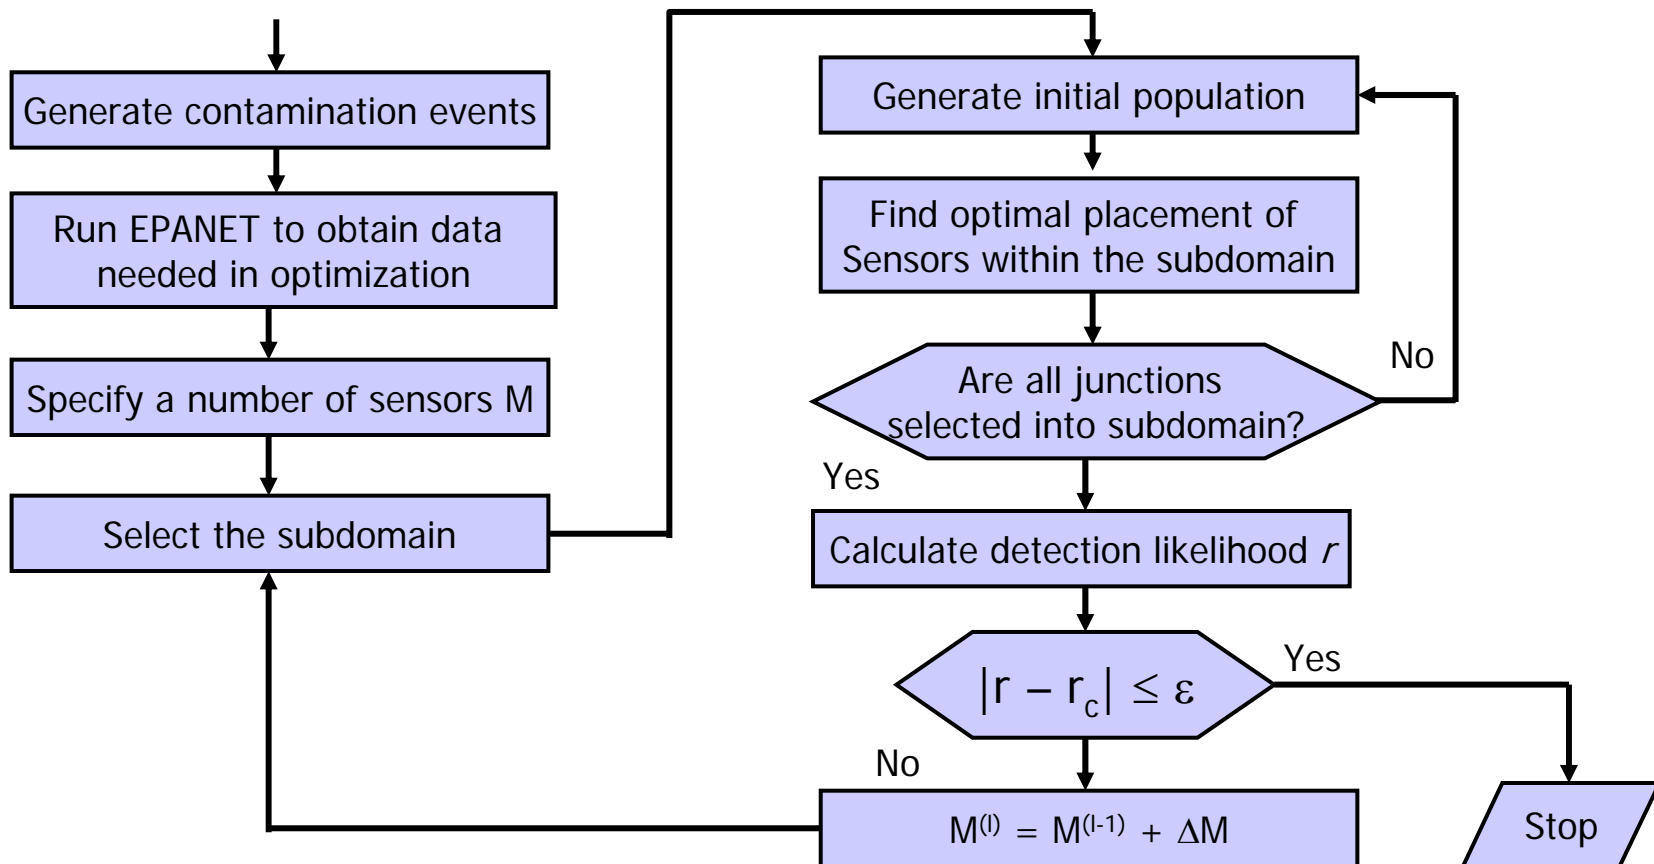 Generate contamination events
Run EPANET to obtain data
needed in optimization
Specify a number of sensors M
Select the subdomain
Generate initial population
Find optimal placement of
Sensors within the subdomain
Are all junctions
selected into subdomain?
No
Yes
Calculate detection likelihood r
|r – r_c| ≤ ε
Yes
No
M^(l) = M^(l-1) + ΔM
Stop